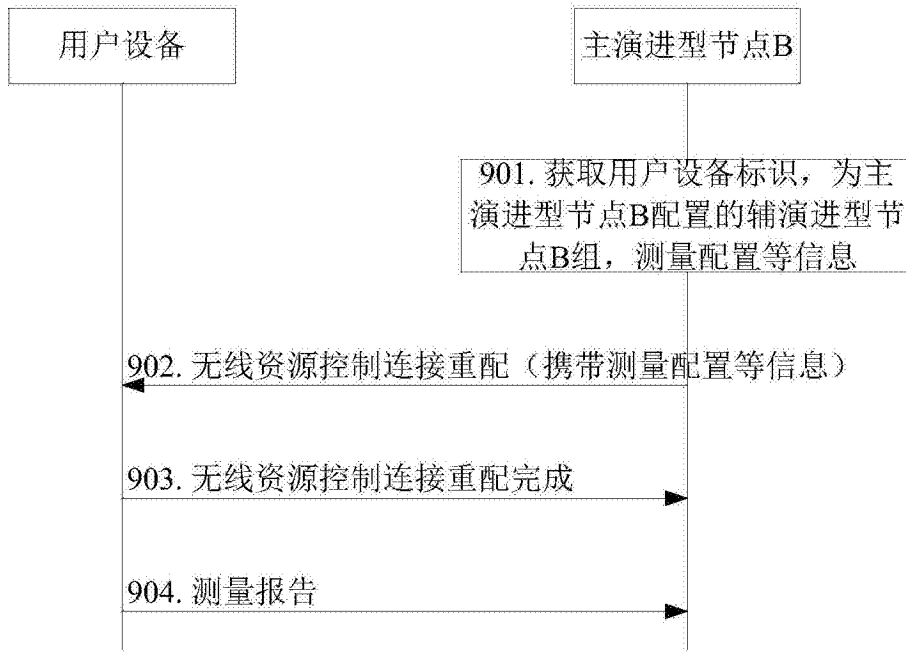 用户设备
主演进型节点B
901. 获取用户设备标识，为主
演进型节点B配置的辅演进型节
点B组，测量配置等信息
902. 无线资源控制连接重配（携带测量配置等信息）
903. 无线资源控制连接重配完成
904. 测量报告